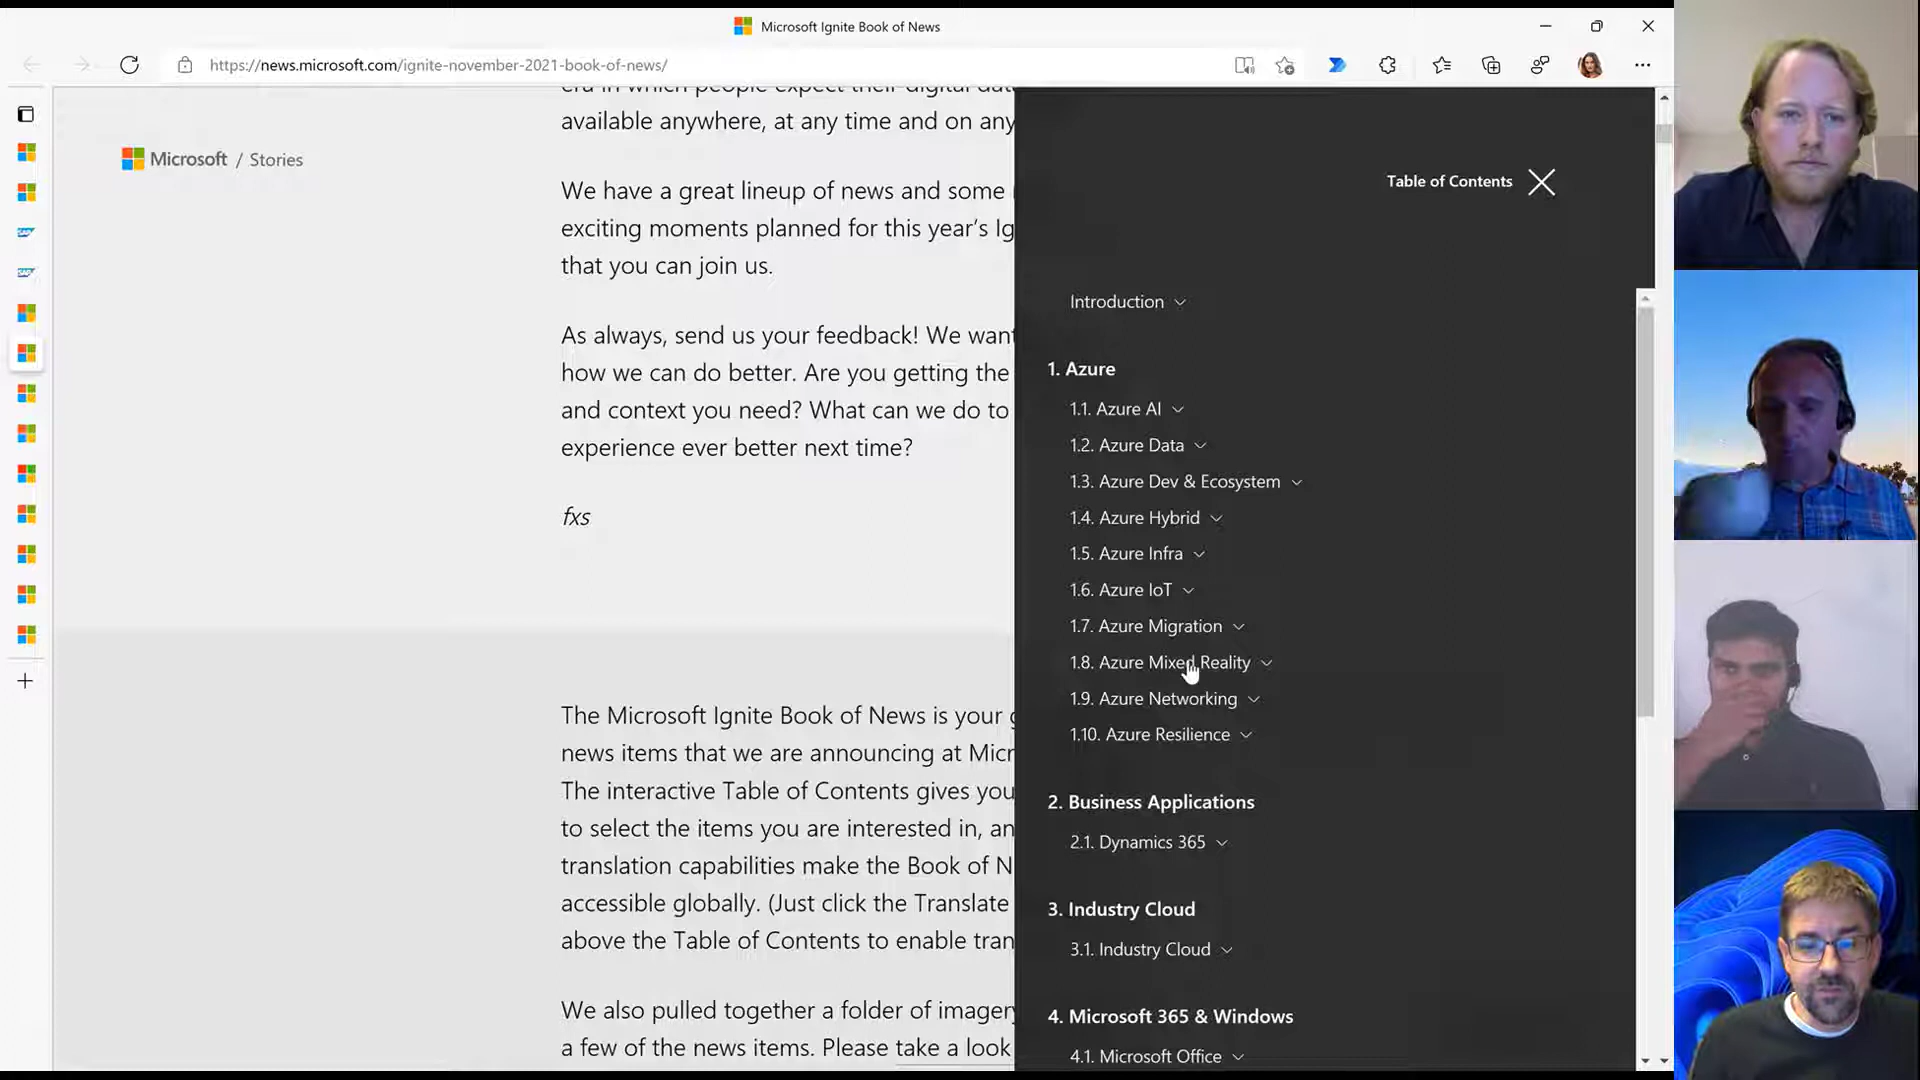 Microsoft Ignite Book of News
https://news.microsoft.com/ignite-november-2021-book-of-news/
Microsoft / Stories
era in which people expect their digital dat
available anywhere, at any time and on any
We have a great lineup of news and some
exciting moments planned for this year's Ig
that you can join us.
As always, send us your feedback! We want
how we can do better. Are you getting the
and context you need? What can we do to
experience ever better next time?
fxs
The Microsoft Ignite Book of News is your g
news items that we are announcing at Micr
The interactive Table of Contents gives you
to select the items you are interested in, an
translation capabilities make the Book of N
accessible globally. (Just click the Translate
above the Table of Contents to enable tran
We also pulled together a folder of imagery
a few of the news items. Please take a look
Table of Contents
Introduction
1. Azure
1.1. Azure AI
1.2. Azure Data
1.3. Azure Dev & Ecosystem
1.4. Azure Hybrid
1.5. Azure Infra
1.6. Azure IoT
1.7. Azure Migration
1.8. Azure Mixed Reality
1.9. Azure Networking
1.10. Azure Resilience
2. Business Applications
2.1. Dynamics 365
3. Industry Cloud
3.1. Industry Cloud
4. Microsoft 365 & Windows
4.1. Microsoft Office
SAP
SAP